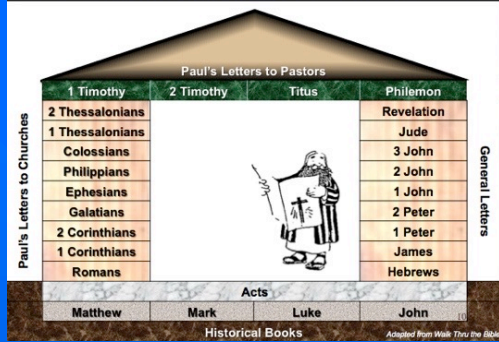 Paul's Letters to Pastors
1 Timothy 2 Timothy Titus Philemon
Paul's Letters to Churches
2 Thessalonians
1 Thessalonians
Colossians
Philippians
Ephesians
Galatians
2 Corinthians
1 Corinthians
Romans
Revelation
Jude
3 John
2 John
1 John
2 Peter
1 Peter
James
Hebrews
General Letters
Acts
Matthew Mark Luke John
10
Historical Books
Adapted from Walk Thru the Bible